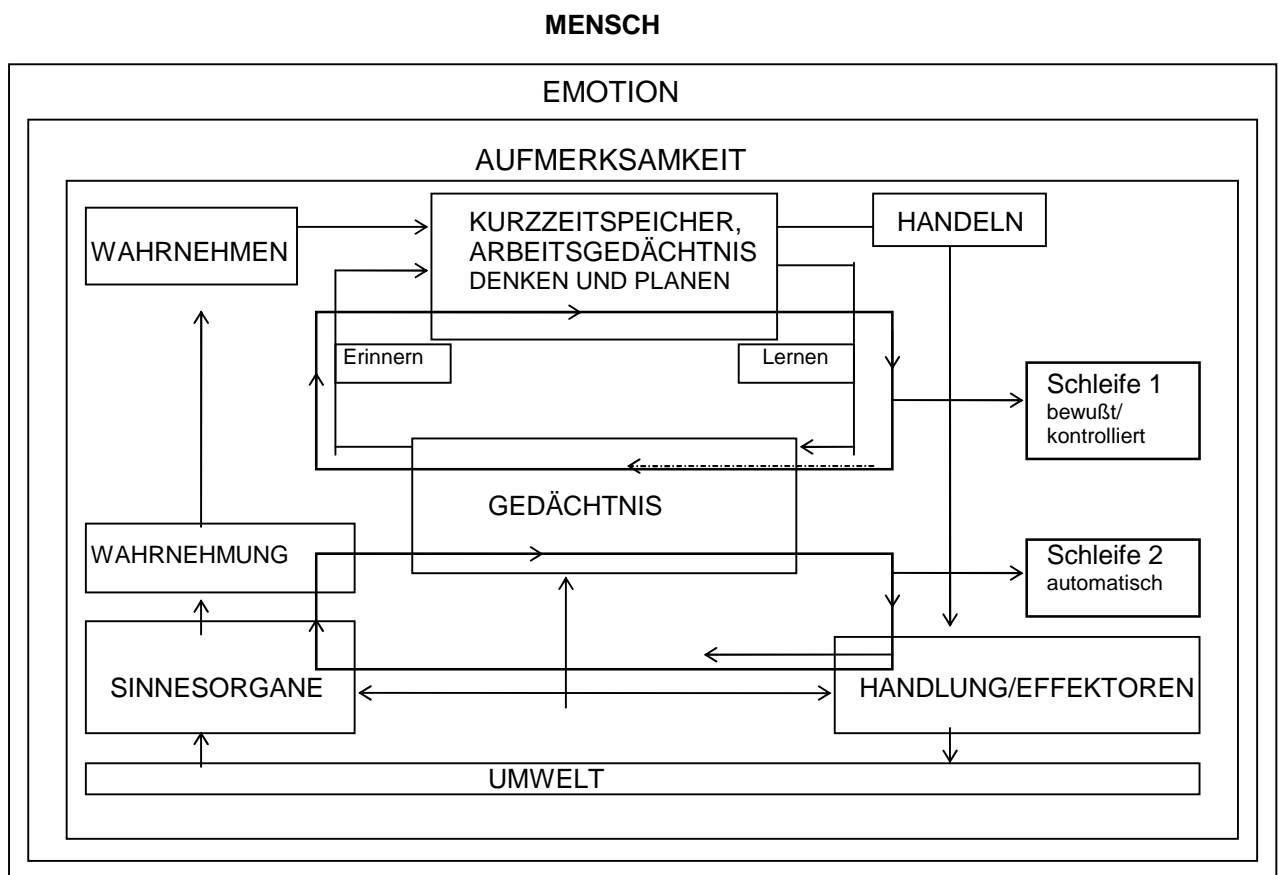 MENSCH
EMOTION
AUFMERKSAMKEIT
WAHRNEHMEN
KURZZEITSPEICHER,
ARBEITSGEDÄCHTNIS
DENKEN UND PLANEN
HANDELN
Erinnern
Lernen
Schleife 1
bewußt/
kontrolliert
GEDÄCHTNIS
WAHRNEHMUNG
Schleife 2
automatisch
SINNESORGANE
HANDLUNG/EFFEKTOREN
UMWELT